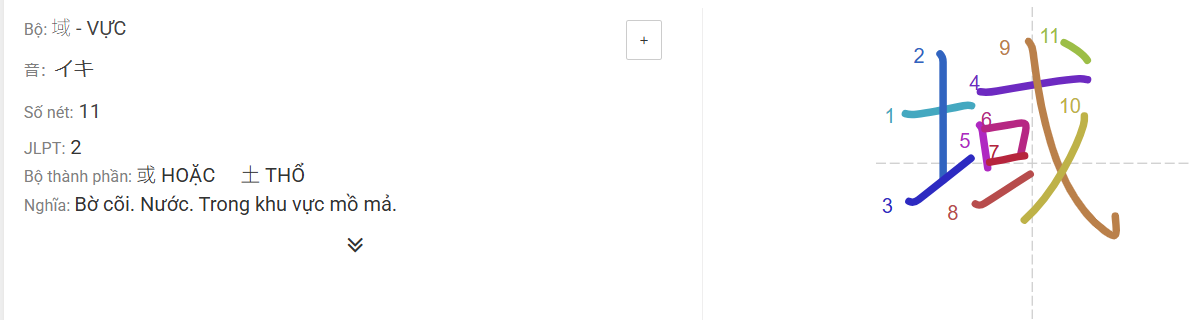 Bộ: 域 - VỰC
+
音: イキ
Số nét: 11
JLPT: 2
Bộ thành phần: 或 HOẶC 土 THỔ
Nghĩa: Bờ cõi. Nước. Trong khu vực mồ mả.
域
1
2
3
4
5
6
7
8
9
10
11